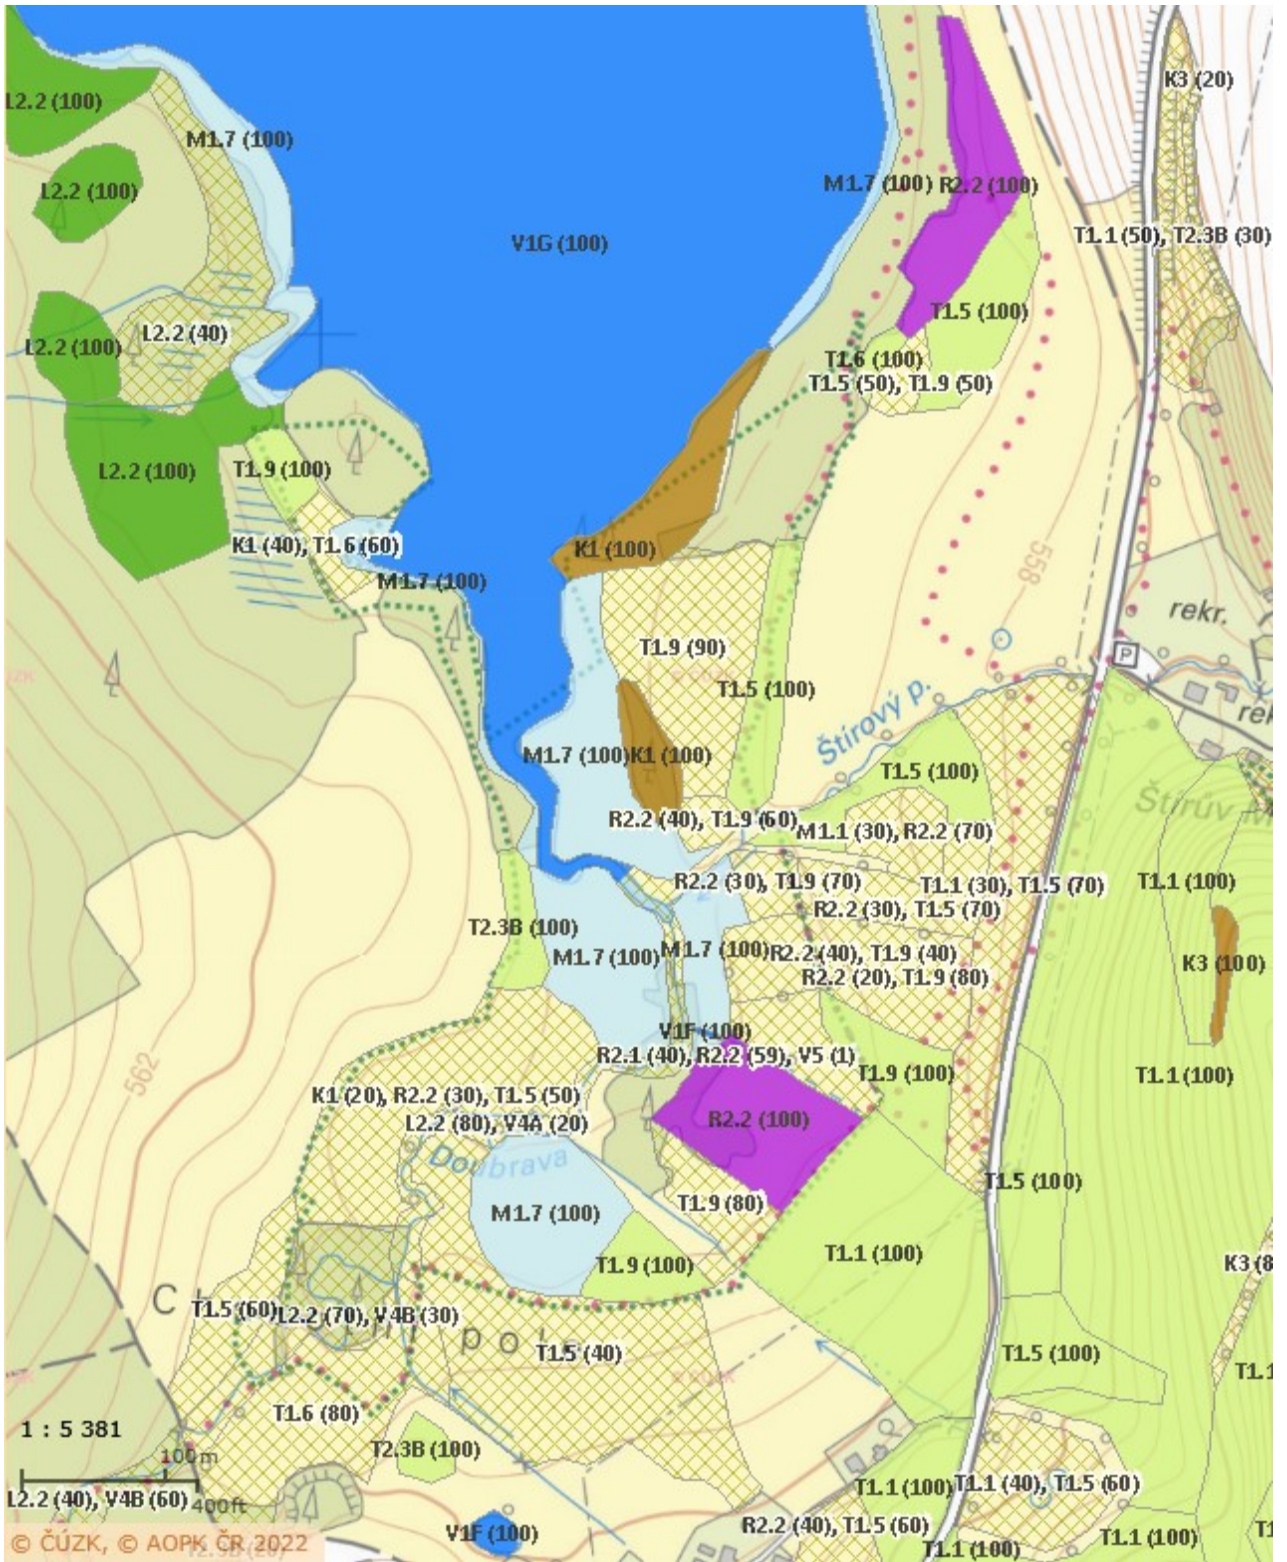 K3 (20)
L2.2 (100)
M1.7 (100)
L2.2 (100)
M1.7 (100)
R2.2 (100)
T1.1 (50), T2.3B (30)
V1G (100)
T1.5 (100)
L2.2 (40)
L2.2 (100)
T1.6 (100)
T1.5 (50), T1.9 (50)
L2.2 (100)
T1.9 (100)
K1 (40), T1.6 (60)
K1 (100)
558
M1.7 (100)
rekr.
P
T1.9 (90)
T1.5 (100)
Štírový p.
M1.7 (100)
K1 (100)
T1.5 (100)
R2.2 (40), T1.9 (60)
M1.1 (30), R2.2 (70)
R2.2 (30), T1.9 (70)
T1.1 (30), T1.5 (70)
T1.1 (100)
R2.2 (30), T1.5 (70)
T2.3B (100)
M1.7 (100)
M1.7 (100)
R2.2 (40), T1.9 (40)
R2.2 (20), T1.9 (80)
K3 (100)
V1F (100)
R2.1 (40), R2.2 (59), V5 (1)
T1.9 (100)
T1.1 (100)
562
K1 (20), R2.2 (30), T1.5 (50)
L2.2 (80), V4A (20)
R2.2 (100)
Doubrava
T1.5 (100)
M1.7 (100)
T1.9 (80)
T1.9 (100)
T1.1 (100)
K3 (8
T1.5 (60)
L2.2 (70), V4B (30)
T1.5 (40)
T1.5 (100)
T1.1
T1.6 (80)
1 : 5 381
T2.3B (100)
100m
400ft
L2.2 (40), V4B (60)
T1.1 (100)
T1.1 (40), T1.5 (60)
V1F (100)
R2.2 (40), T1.5 (60)
T1.1 (100)
T1.1 (100)
© ČÚZK, © AOPK ČR 2022